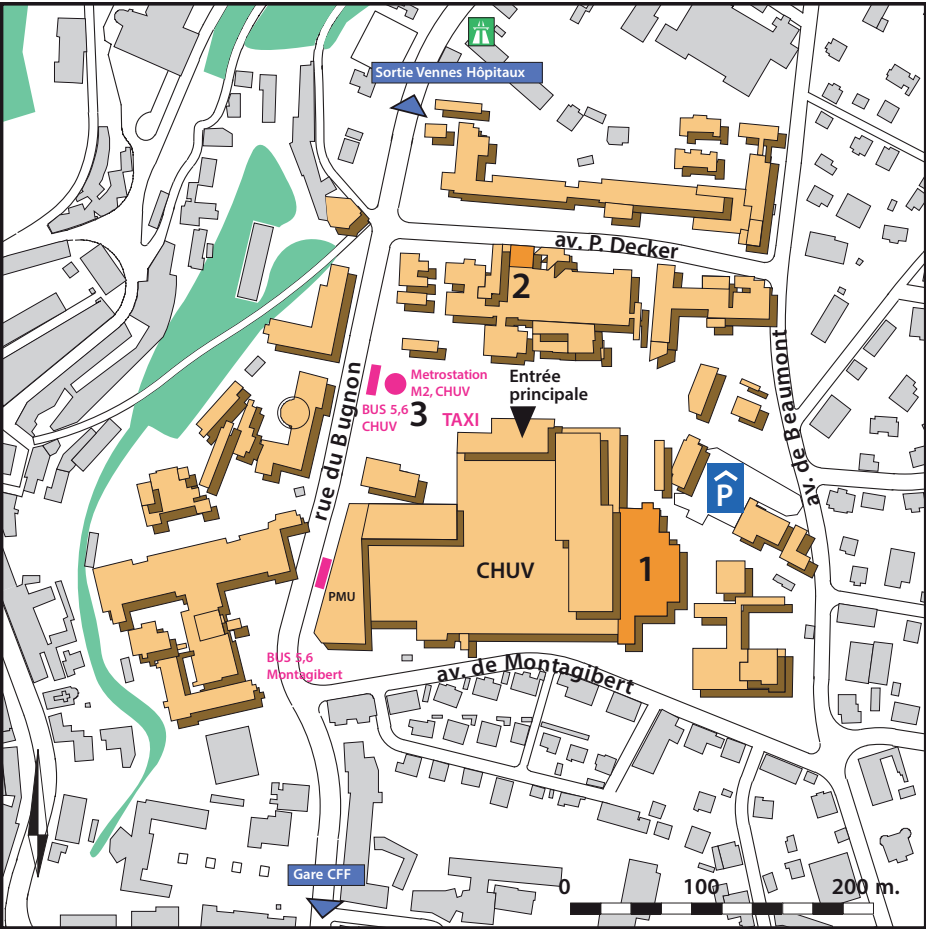 Sortie Vennes Hôpitaux
av. P. Decker
2
Metrostation
M2, CHUV
BUS 5,6
CHUV
3
TAXI
Entrée
principale
rue du Bugnon
av. de Beaumont
P
CHUV
1
PMU
BUS 5,6
Montagibert
av. de Montagibert
Gare CFF
0
100
200 m.